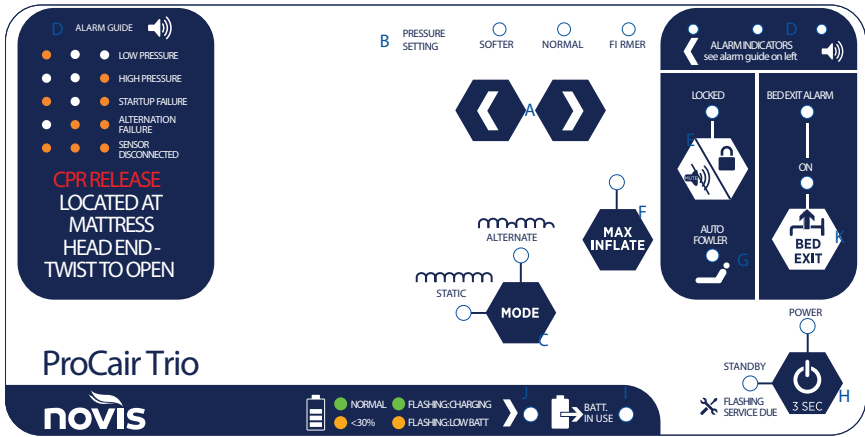 D ALARM GUIDE
LOW PRESSURE
HIGH PRESSURE
STARTUP FAILURE
ALTERNATION
FAILURE
SENSOR
DISCONNECTED
CPR RELEASE
LOCATED AT
MATTRESS
HEAD END -
TWIST TO OPEN
B PRESSURE
SETTING
SOFTER
NORMAL
FI RMER
A
D
ALARM INDICATORS
see alarm guide on left
LOCKED
E
MUTE
BED EXIT ALARM
ON
BED
EXIT
K
AUTO
FOWLER
G
F
MAX
INFLATE
ALTERNATE
STATIC
MODE
C
POWER
STANDBY
H
3 SEC
FLASHING
SERVICE DUE
ProCair Trio
novis
NORMAL
FLASHING:CHARGING
<30%
FLASHING:LOW BATT
J
BATT.
IN USE
I